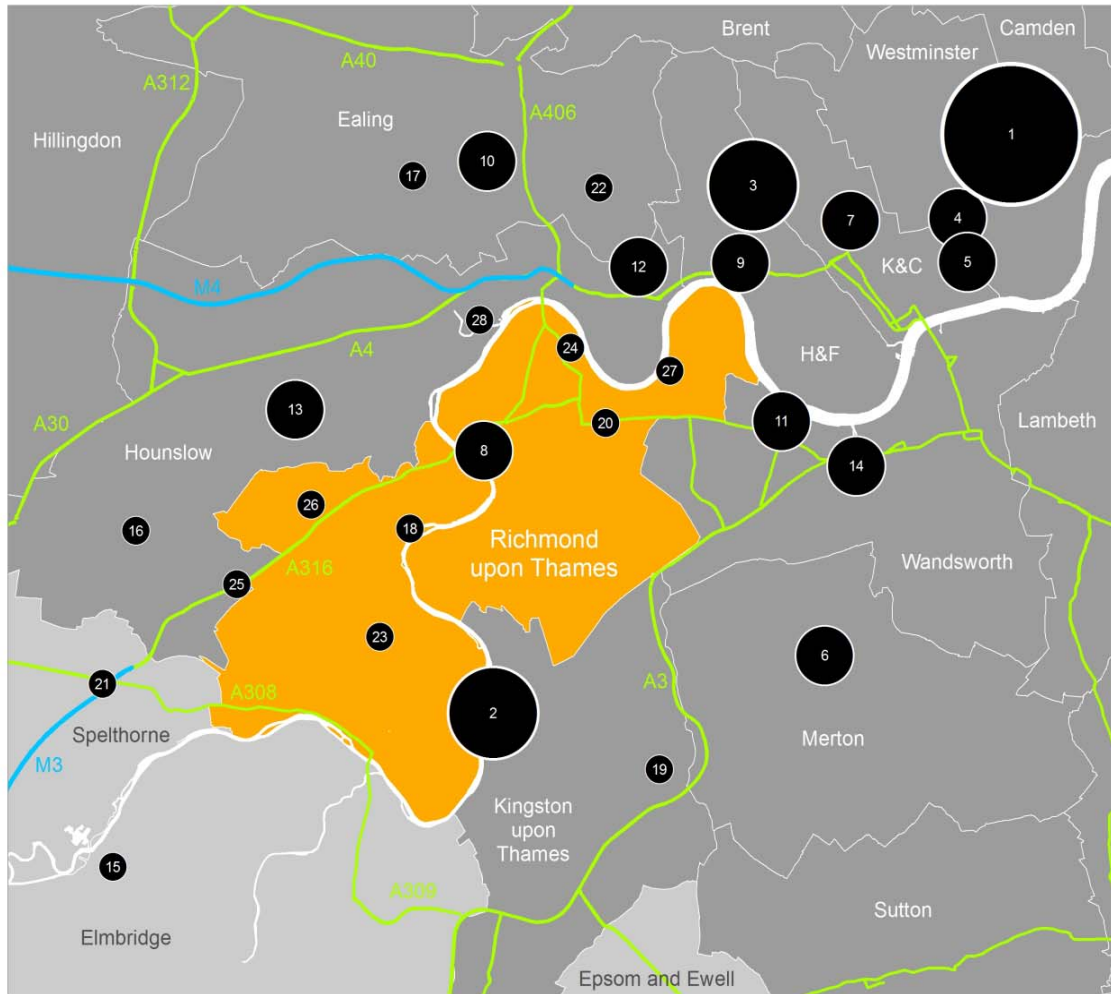 Brent
Camden
Westminster
A40
A312
A406
Ealing
Hillingdon
1
10
17
22
3
7
4
5
K&C
9
12
M4
28
A4
24
27
H&F
13
A30
11
Lambeth
Hounslow
8
20
14
26
16
18
Richmond
upon Thames
A316
25
Wandsworth
23
6
A3
21
A308
2
Spelthorne
Merton
M3
19
Kingston
upon
Thames
15
A309
Elmbridge
Sutton
Epsom and Ewell